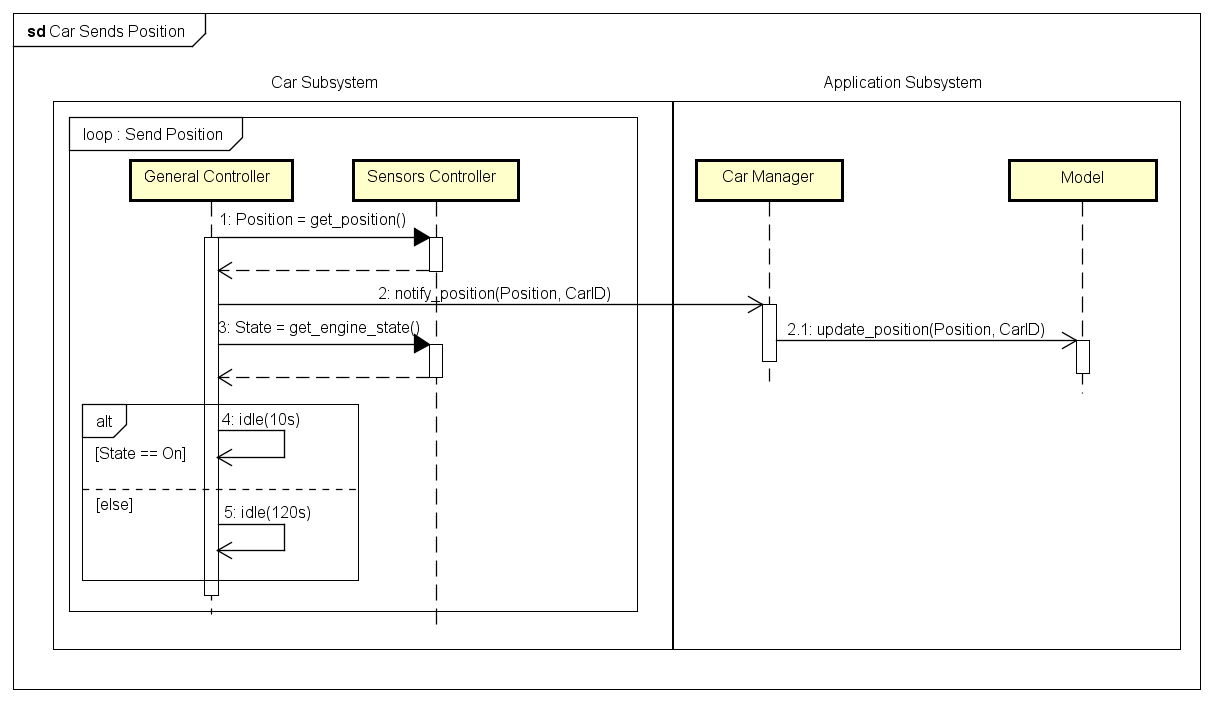 sd Car Sends Position
Car Subsystem
Application Subsystem
loop : Send Position
General Controller
Sensors Controller
Car Manager
Model
1: Position = get_position()
2: notify_position(Position, CarID)
3: State = get_engine_state()
2.1: update_position(Position, CarID)
alt
4: idle(10s)
[State == On]
[else]
5: idle(120s)